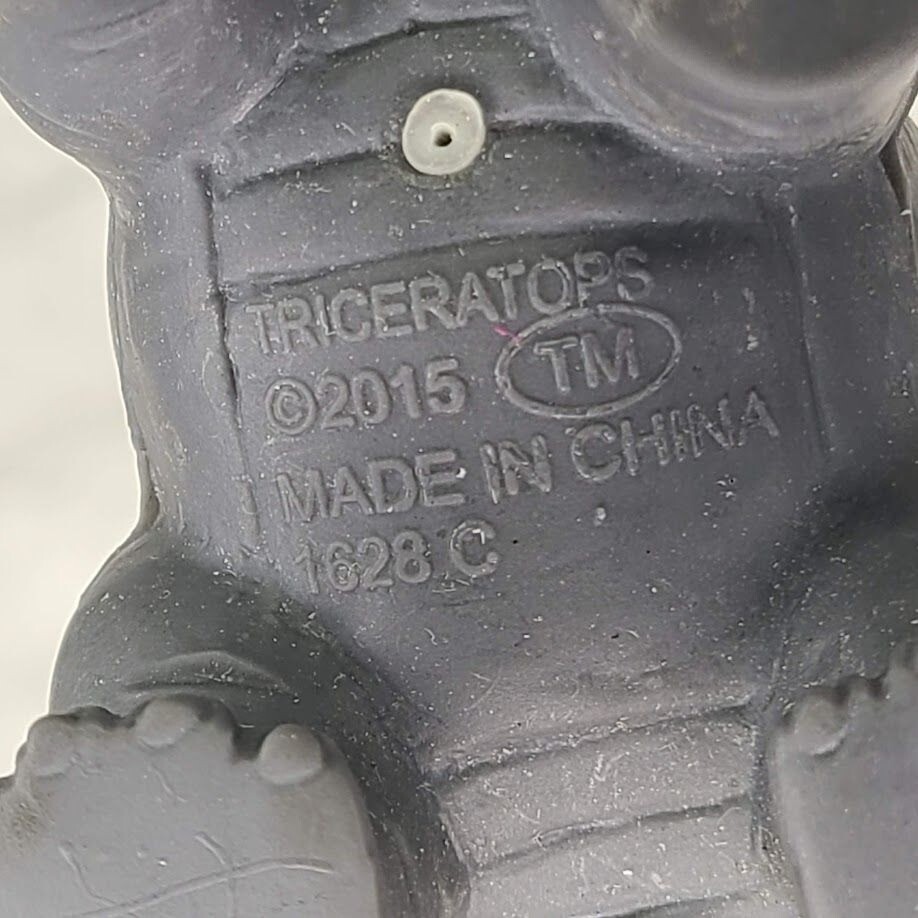 TRICERATOPS
©2015 TM
MADE IN CHINA
1628 C